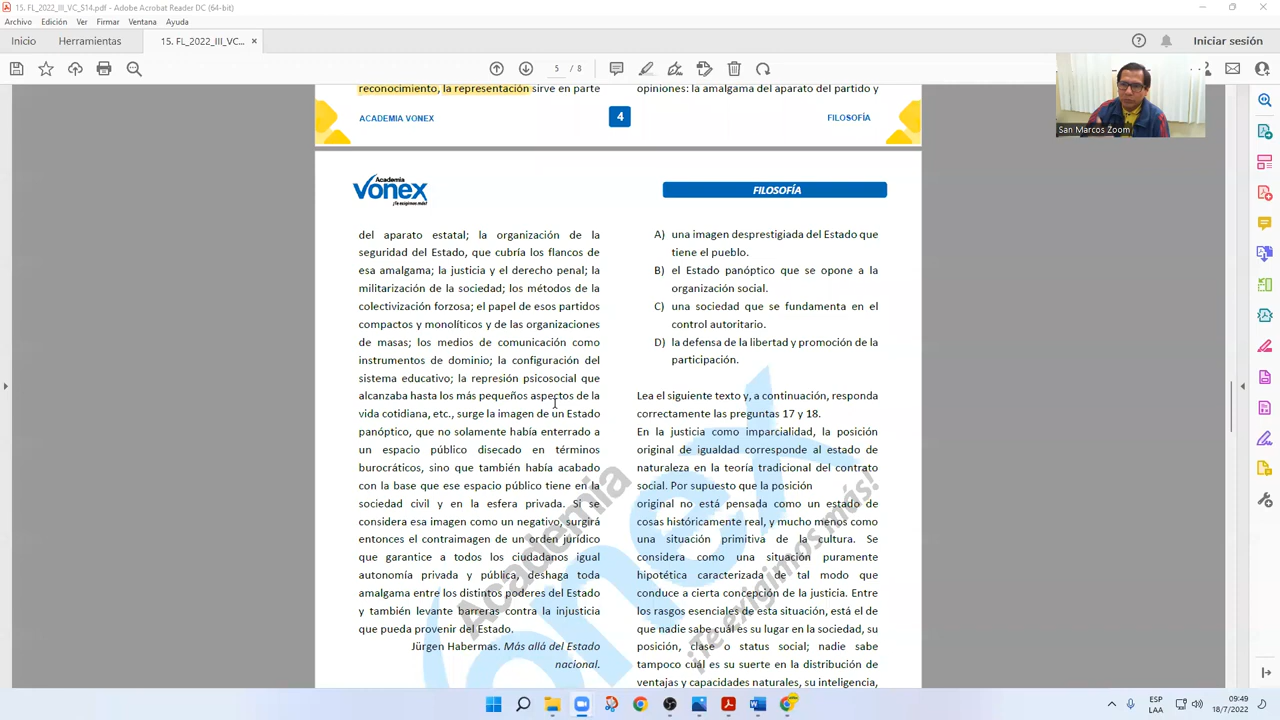 15. FL_2022_III_VC_S14.pdf - Adobe Acrobat Reader DC (64-bit)
Archivo Edición Ver Firmar Ventana Ayuda
Inicio Herramientas 15. FL_2022_III_VC... × Iniciar sesión
5 / 8
reconocimiento, la representación sirve en parte
opiniones: la amalgama del aparato del partido y
ACADEMIA VONEX 4 FILOSOFÍA
San Marcos Zoom
Academia
Vonex
¡Te exigimos más!
FILOSOFÍA
del aparato estatal; la organización de la
seguridad del Estado, que cubría los flancos de
esa amalgama; la justicia y el derecho penal; la
militarización de la sociedad; los métodos de la
colectivización forzosa; el papel de esos partidos
compactos y monolíticos y de las organizaciones
de masas; los medios de comunicación como
instrumentos de dominio; la configuración del
sistema educativo; la represión psicosocial que
alcanzaba hasta los más pequeños aspectos de la
vida cotidiana, etc., surge la imagen de un Estado
panóptico, que no solamente había enterrado a
un espacio público disecado en términos
burocráticos, sino que también había acabado
con la base que ese espacio público tiene en la
sociedad civil y en la esfera privada. Si se
considera esa imagen como un negativo, surgirá
entonces el contraimagen de un orden jurídico
que garantice a todos los ciudadanos igual
autonomía privada y pública, deshaga toda
amalgama entre los distintos poderes del Estado
y también levante barreras contra la injusticia
que pueda provenir del Estado.
Jürgen Habermas. Más allá del Estado
nacional.
A) una imagen desprestigiada del Estado que
tiene el pueblo.
B) el Estado panóptico que se opone a la
organización social.
C) una sociedad que se fundamenta en el
control autoritario.
D) la defensa de la libertad y promoción de la
participación.
Lea el siguiente texto y, a continuación, responda
correctamente las preguntas 17 y 18.
En la justicia como imparcialidad, la posición
original de igualdad corresponde al estado de
naturaleza en la teoría tradicional del contrato
social. Por supuesto que la posición
original no está pensada como un estado de
cosas históricamente real, y mucho menos como
una situación primitiva de la cultura. Se
considera como una situación puramente
hipotética caracterizada de tal modo que
conduce a cierta concepción de la justicia. Entre
los rasgos esenciales de esta situación, está el de
que nadie sabe cuál es su lugar en la sociedad, su
posición, clase o status social; nadie sabe
tampoco cuál es su suerte en la distribución de
ventajas y capacidades naturales, su inteligencia,
Academia
onex
¡Te exigimos más!
ESP
LAA
09:49
18/7/2022